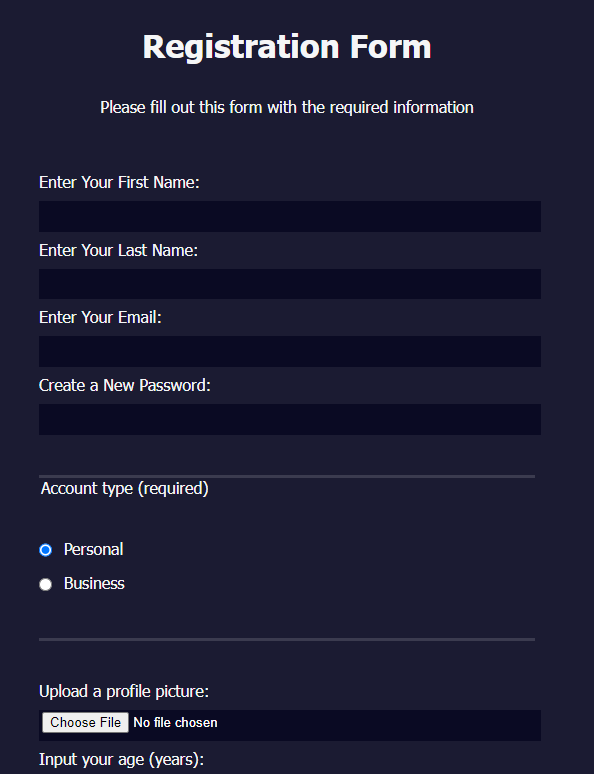 Registration Form
Please fill out this form with the required information
Enter Your First Name:
Enter Your Last Name:
Enter Your Email:
Create a New Password:
Account type (required)
Personal
Business
Upload a profile picture:
Choose File No file chosen
Input your age (years):